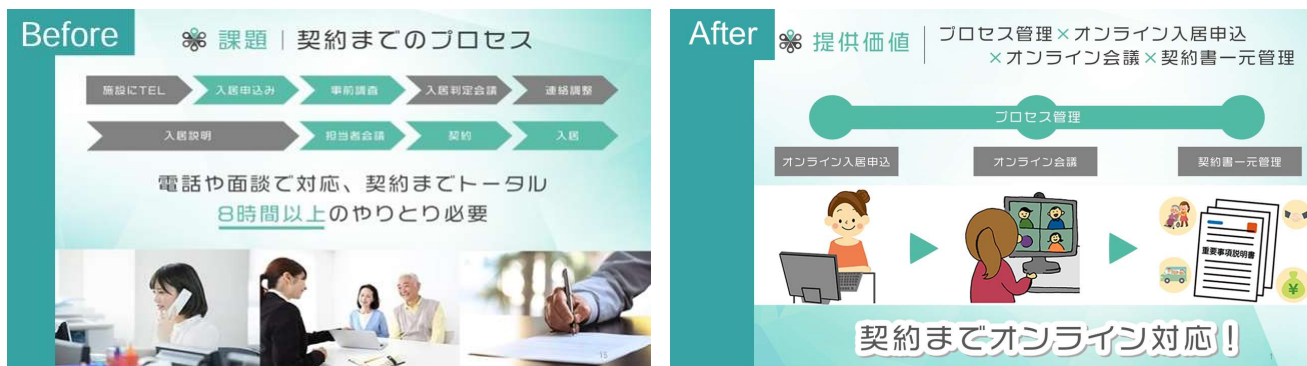 Before
課題｜契約までのプロセス
施設にTEL 入居申込み 事前調査 入居判定会議 連絡調整
入居説明 担当者会議 契約 入居
電話や面談で対応、契約までトータル
8時間以上のやりとり必要
15
After
提供価値
プロセス管理×オンライン入居申込
×オンライン会議×契約書一元管理
プロセス管理
オンライン入居申込 オンライン会議 契約書一元管理
重要事項説明書
¥
契約までオンライン対応！